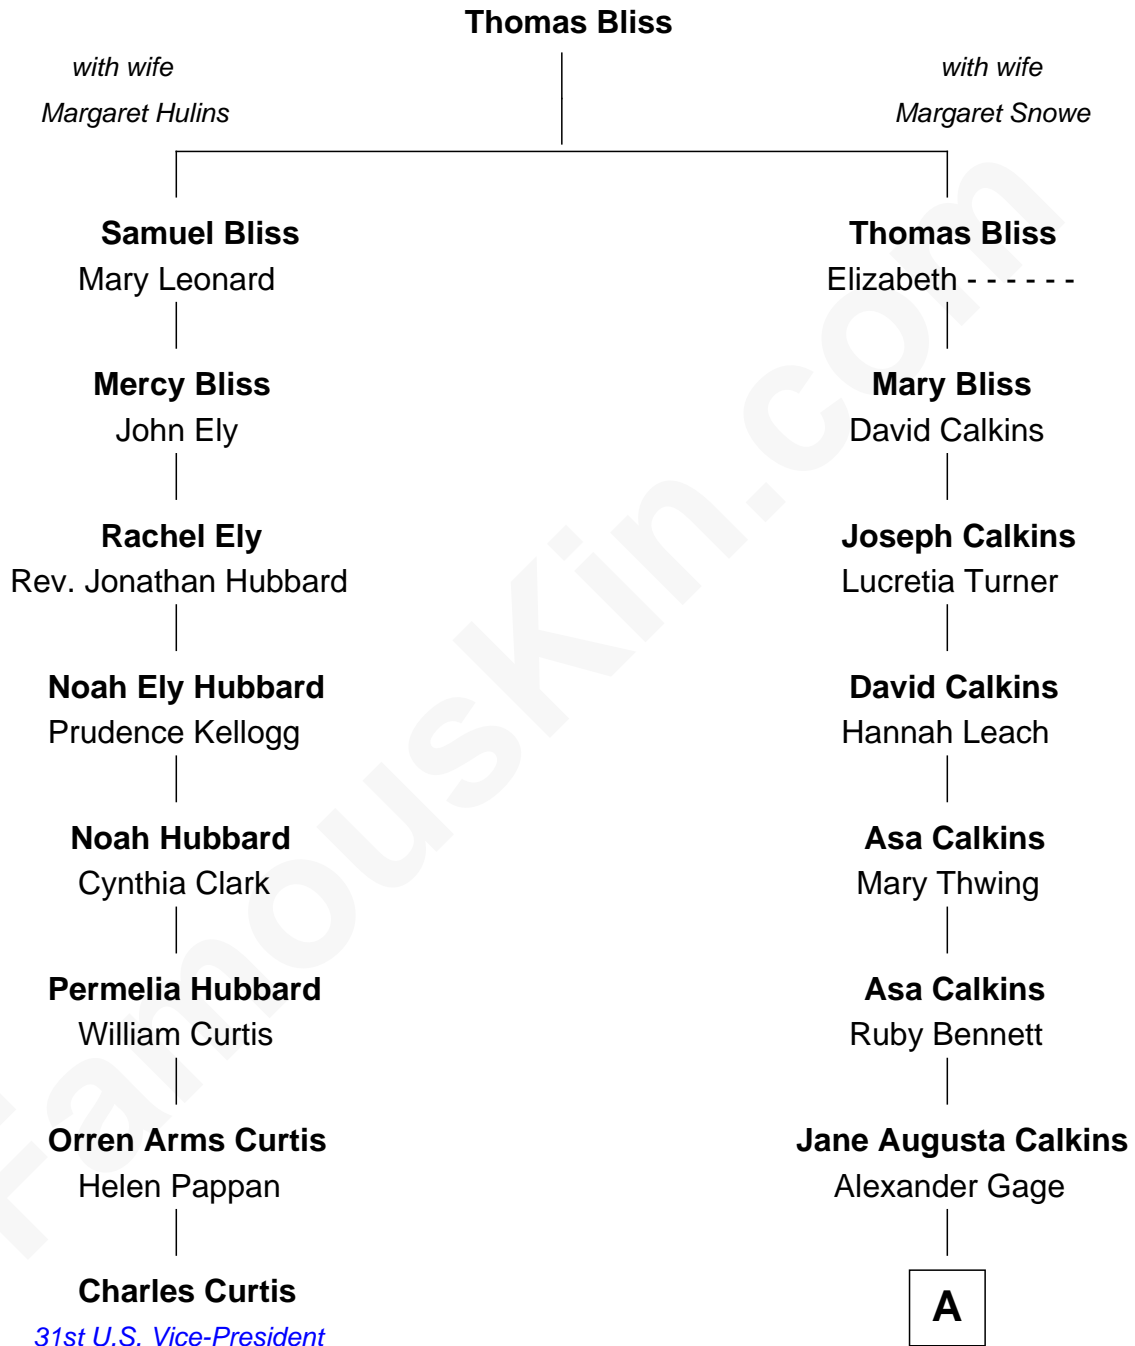 Thomas Bliss
with wife
Margaret Hulins
with wife
Margaret Snowe
Samuel Bliss
Mary Leonard
Thomas Bliss
Elizabeth - - - - - -
Mercy Bliss
John Ely
Mary Bliss
David Calkins
Rachel Ely
Rev. Jonathan Hubbard
Joseph Calkins
Lucretia Turner
Noah Ely Hubbard
Prudence Kellogg
David Calkins
Hannah Leach
Noah Hubbard
Cynthia Clark
Asa Calkins
Mary Thwing
Permelia Hubbard
William Curtis
Asa Calkins
Ruby Bennett
Orren Arms Curtis
Helen Pappan
Jane Augusta Calkins
Alexander Gage
Charles Curtis
31st U.S. Vice-President
A
FamousKin.com